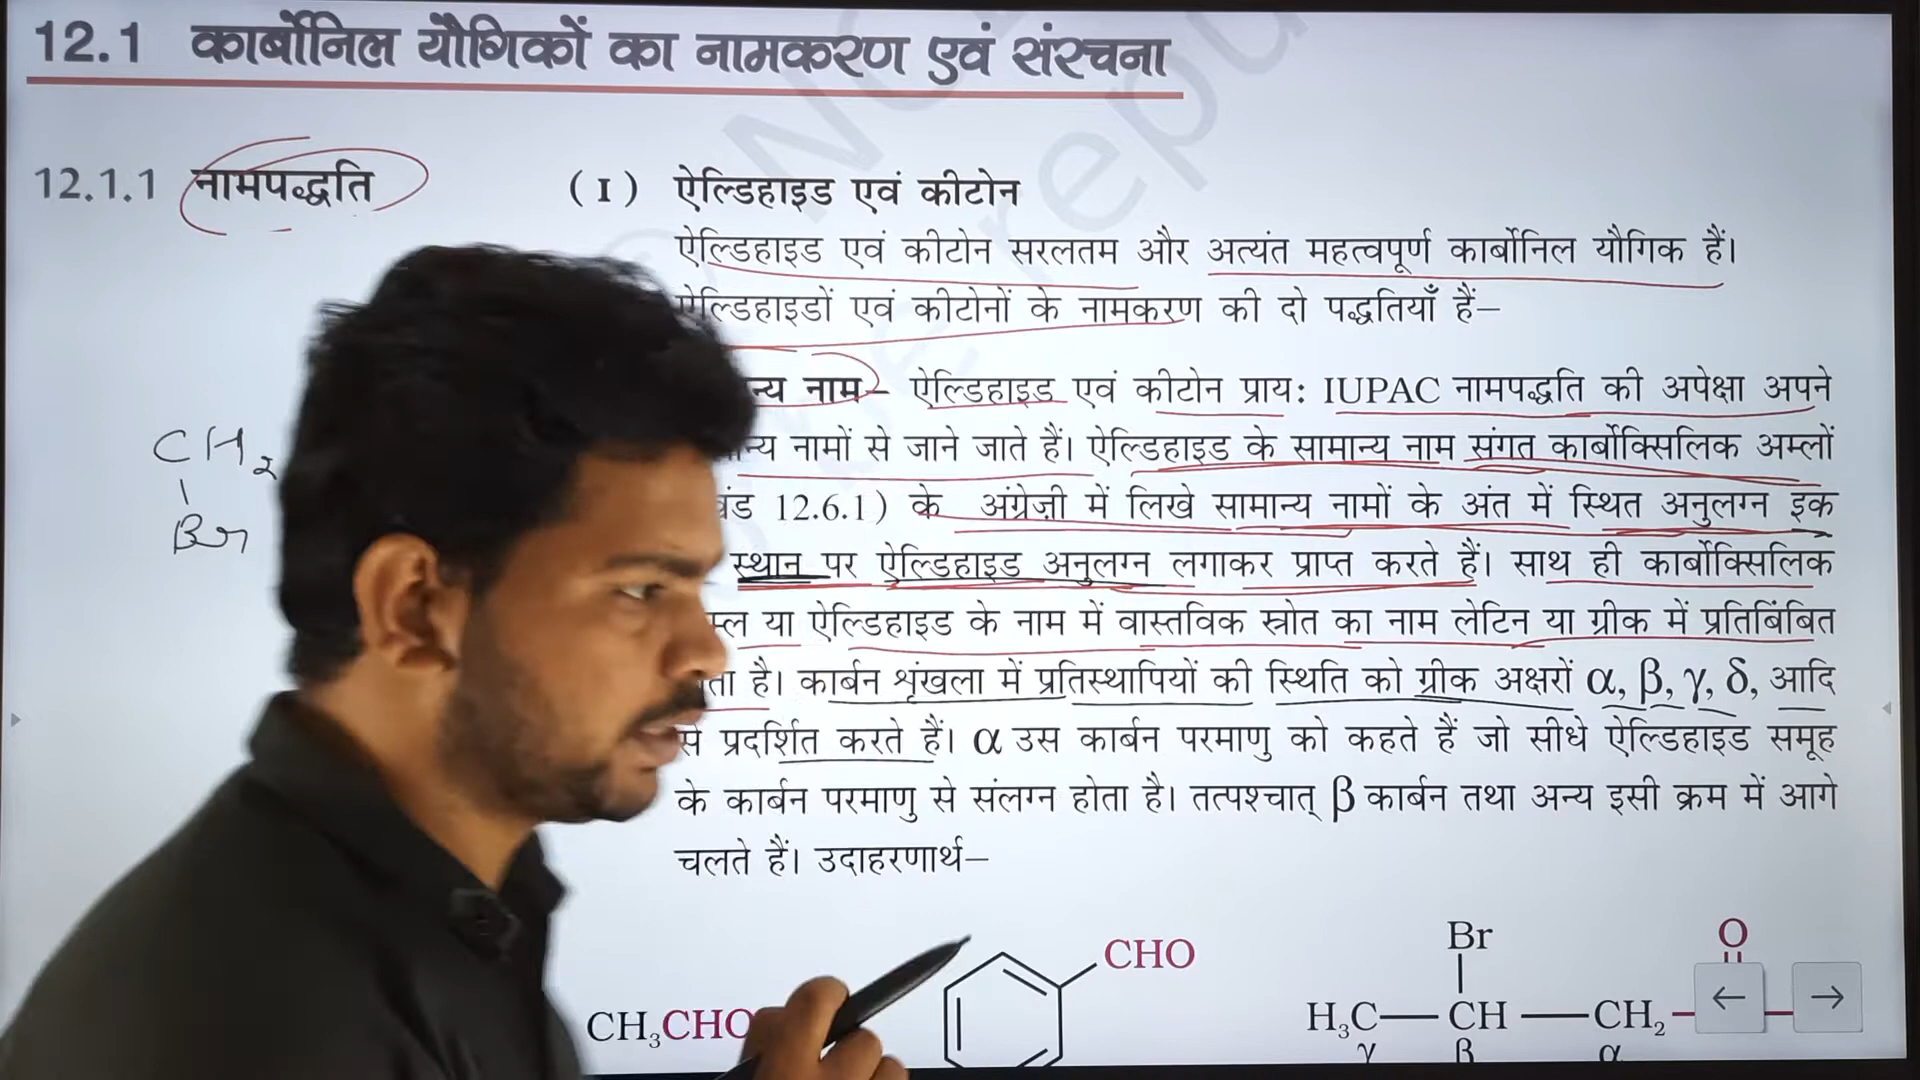 12.1 कार्बोनिल यौगिकों का नामकरण एवं संरचना
12.1.1 नामपद्धति
(I) ऐल्डिहाइड एवं कीटोन
ऐल्डिहाइड एवं कीटोन सरलतम और अत्यंत महत्वपूर्ण कार्बोनिल यौगिक हैं।
ऐल्डिहाइडों एवं कीटोनों के नामकरण की दो पद्धतियाँ हैं–
न्य नाम– ऐल्डिहाइड एवं कीटोन प्राय: IUPAC नामपद्धति की अपेक्षा अपने
न्य नामों से जाने जाते हैं। ऐल्डिहाइड के सामान्य नाम संगत कार्बोक्सिलिक अम्लों
ंड 12.6.1) के अंग्रेज़ी में लिखे सामान्य नामों के अंत में स्थित अनुलग्न इक
स्थान पर ऐल्डिहाइड अनुलग्न लगाकर प्राप्त करते हैं। साथ ही कार्बोक्सिलिक
म्ल या ऐल्डिहाइड के नाम में वास्तविक स्रोत का नाम लेटिन या ग्रीक में प्रतिबिंबित
ता है। कार्बन शृंखला में प्रतिस्थापियों की स्थिति को ग्रीक अक्षरों α, β, γ, δ, आदि
से प्रदर्शित करते हैं। α उस कार्बन परमाणु को कहते हैं जो सीधे ऐल्डिहाइड समूह
के कार्बन परमाणु से संलग्न होता है। तत्पश्चात् β कार्बन तथा अन्य इसी क्रम में आगे
चलते हैं। उदाहरणार्थ–
CH₂
Br
CH₃CHO
CHO
Br
O
H₃C — CH — CH₂
γ β α